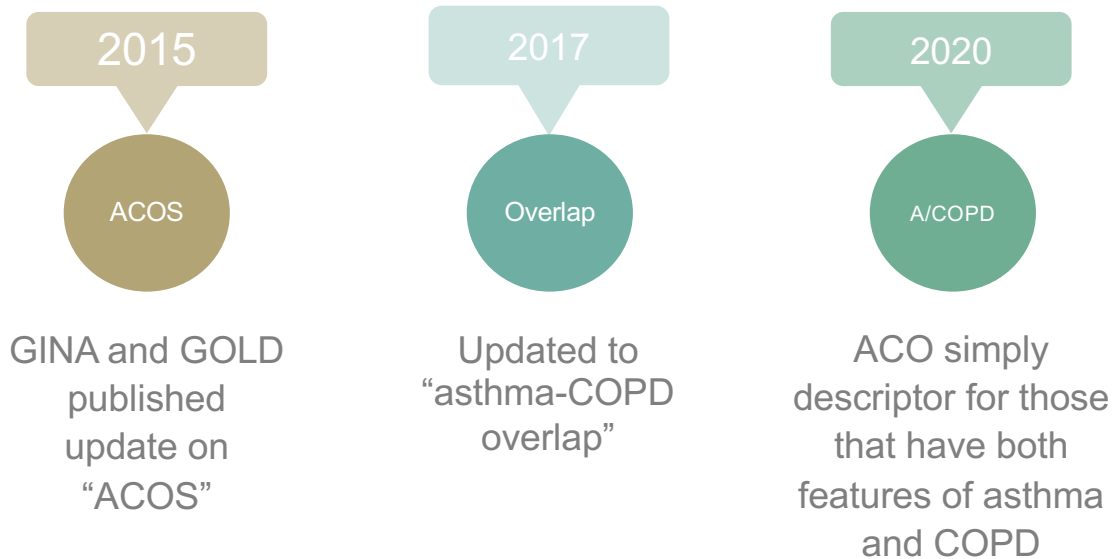 2015
ACOS
GINA and GOLD
published
update on
“ACOS”
2017
Overlap
Updated to
“asthma-COPD
overlap”
2020
A/COPD
ACO simply
descriptor for those
that have both
features of asthma
and COPD